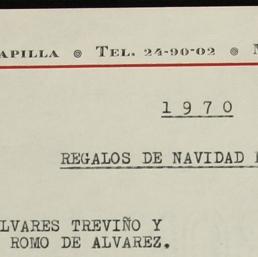 APILLA ⊚ TEL. 24-90-02 ⊚
1970
REGALOS DE NAVIDAD
LVARES TREVIÑO Y
ROMO DE ALVAREZ.